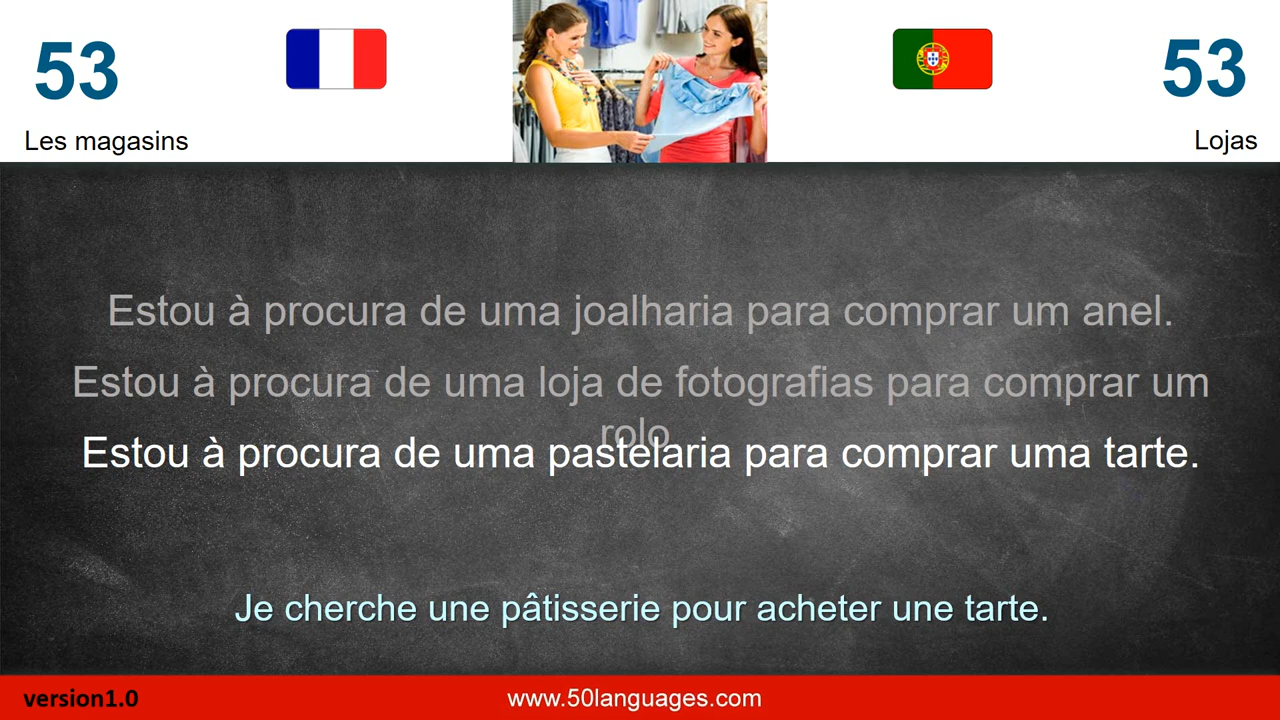 53
53
Les magasins
Lojas
Estou à procura de uma joalharia para comprar um anel.
Estou à procura de uma loja de fotografias para comprar um
rolo
Estou à procura de uma pastelaria para comprar uma tarte.
Je cherche une pâtisserie pour acheter une tarte.
version1.0
www.50languages.com